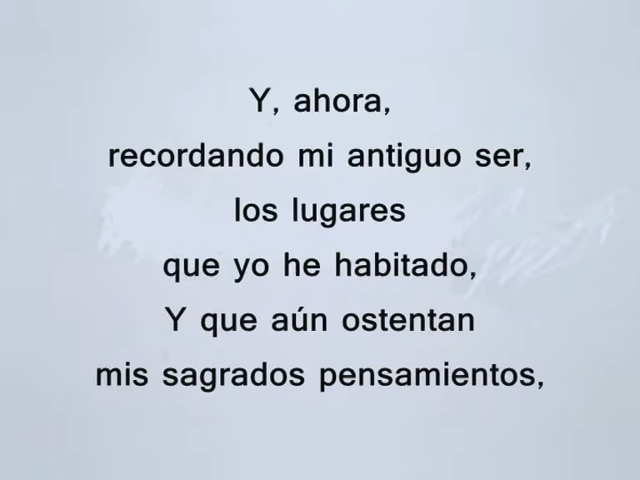 Y, ahora,
recordando mi antiguo ser,
los lugares
que yo he habitado,
Y que aún ostentan
mis sagrados pensamientos,